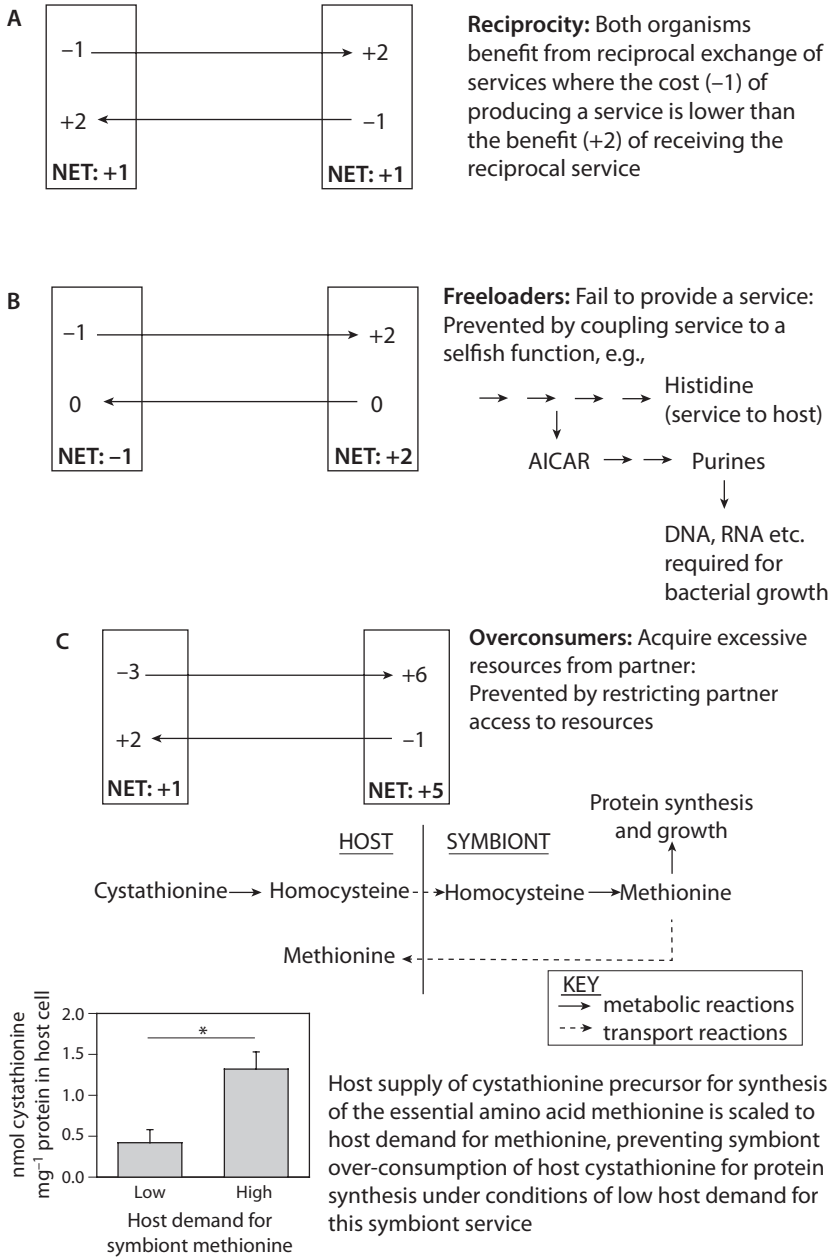 A
–1
+2
+2
–1
NET: +1
NET: +1
Reciprocity: Both organisms
benefit from reciprocal exchange of
services where the cost (–1) of
producing a service is lower than
the benefit (+2) of receiving the
reciprocal service
B
–1
+2
0
0
NET: –1
NET: +2
Freeloaders: Fail to provide a service:
Prevented by coupling service to a
selfish function, e.g.,
Histidine
(service to host)
AICAR
Purines
DNA, RNA etc.
required for
bacterial growth
C
–3
+6
+2
–1
NET: +1
NET: +5
Overconsumers: Acquire excessive
resources from partner:
Prevented by restricting partner
access to resources
Protein synthesis
and growth
HOST
SYMBIONT
Cystathionine
Homocysteine
Homocysteine
Methionine
Methionine
KEY
metabolic reactions
transport reactions
nmol cystathionine
mg⁻¹ protein in host cell
2.0
1.5
1.0
0.5
0.0
*
Low
High
Host demand for
symbiont methionine
Host supply of cystathionine precursor for synthesis
of the essential amino acid methionine is scaled to
host demand for methionine, preventing symbiont
over-consumption of host cystathionine for protein
synthesis under conditions of low host demand for
this symbiont service